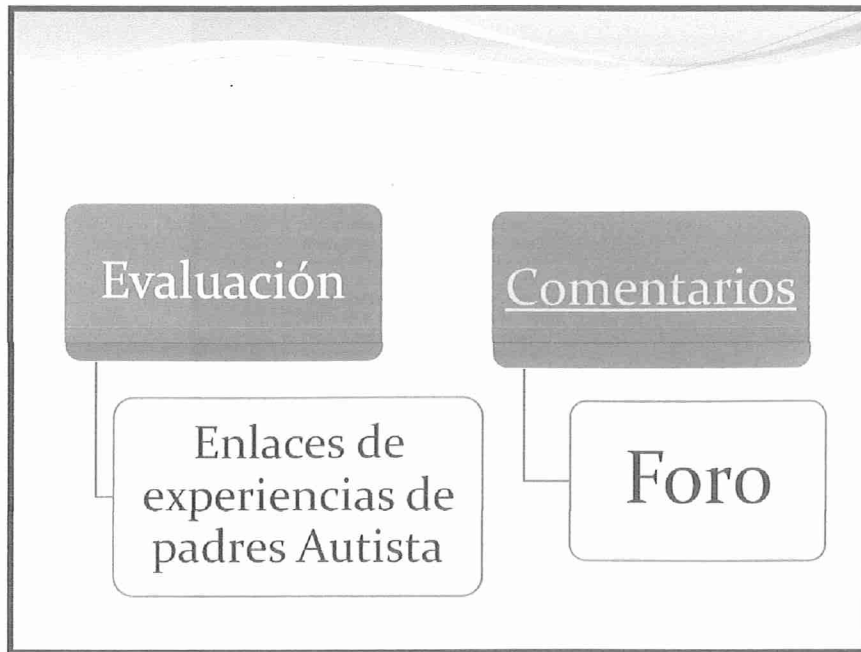 Evaluación
Enlaces de
experiencias de
padres Autista
Comentarios
Foro